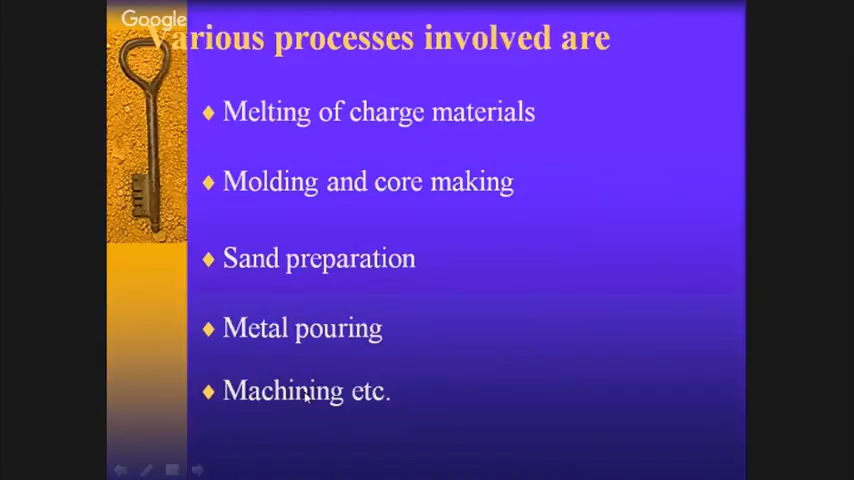 Google
Various processes involved are
Melting of charge materials
Molding and core making
Sand preparation
Metal pouring
Machining etc.